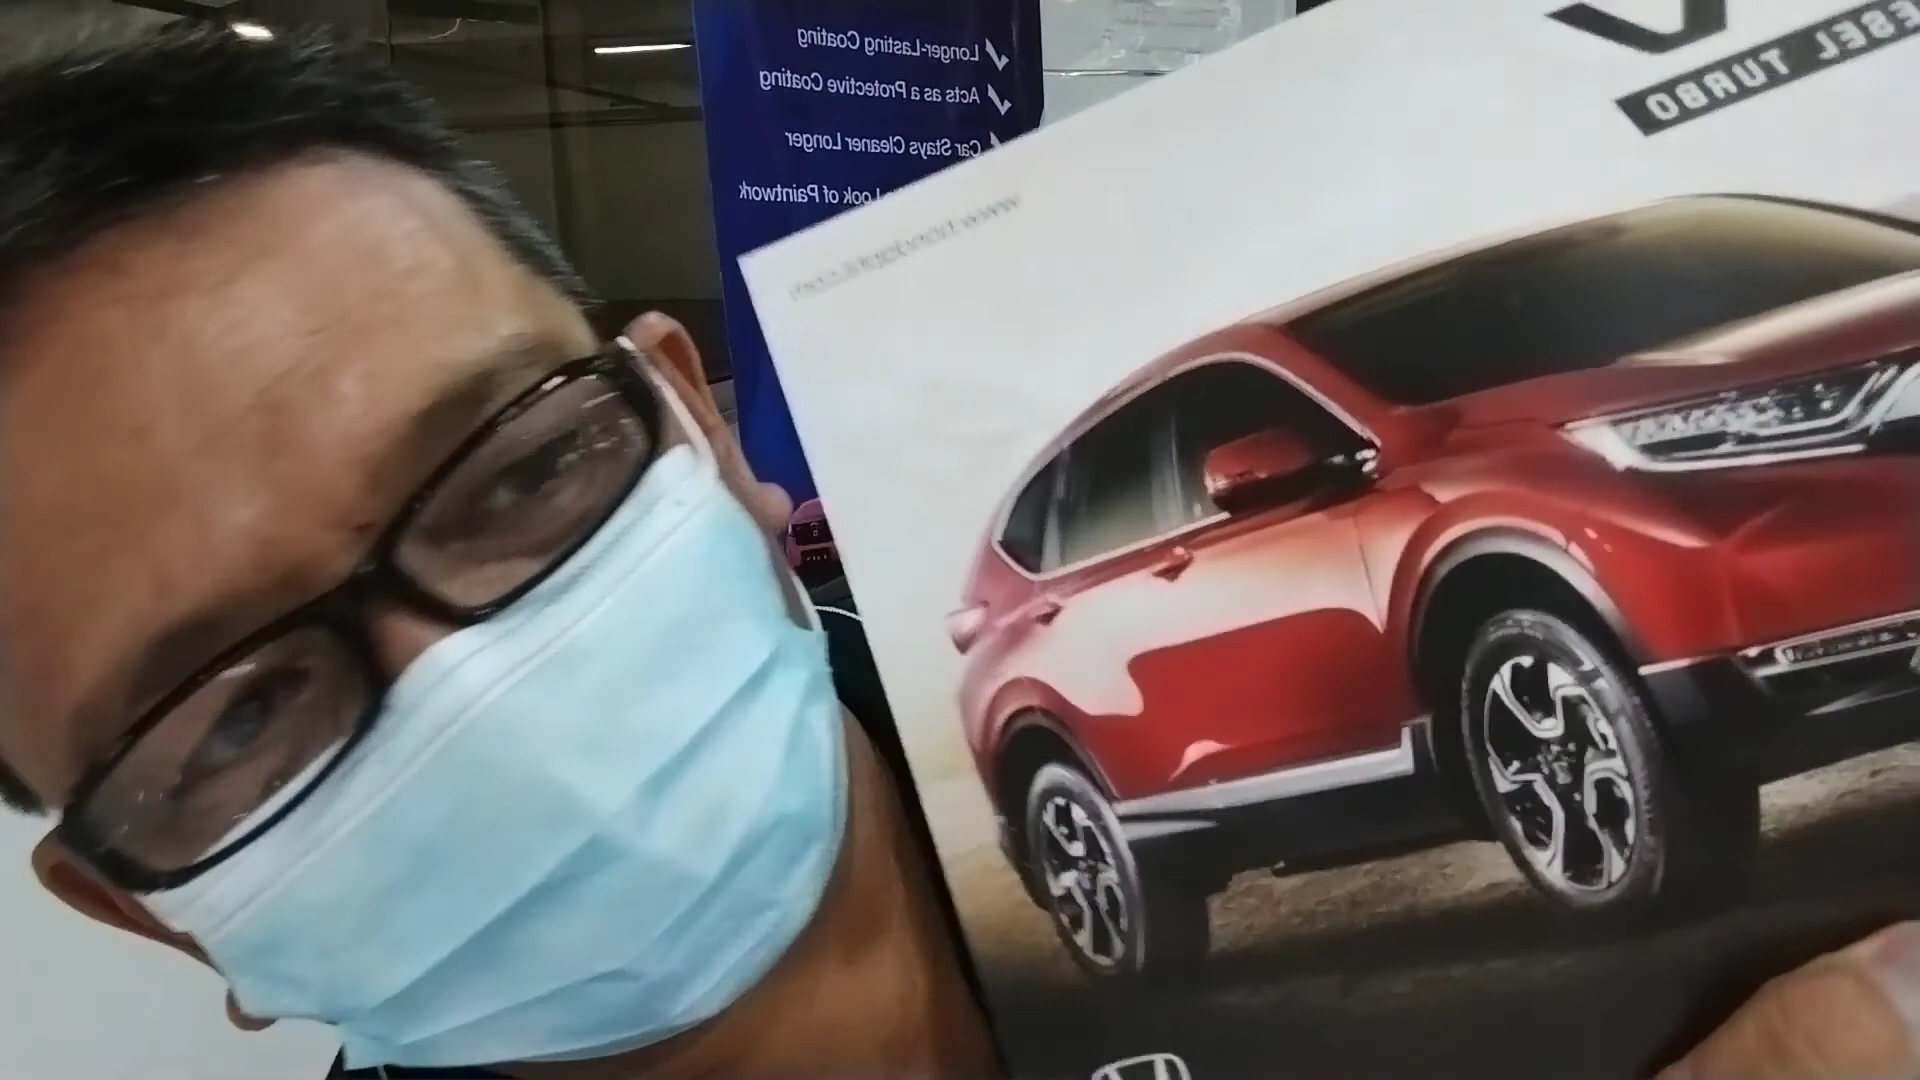 Longer-Lasting Coating
Acts as a Protective Coating
Car Stays Cleaner Longer
Look of Paintwork
V
ESEL TURBO